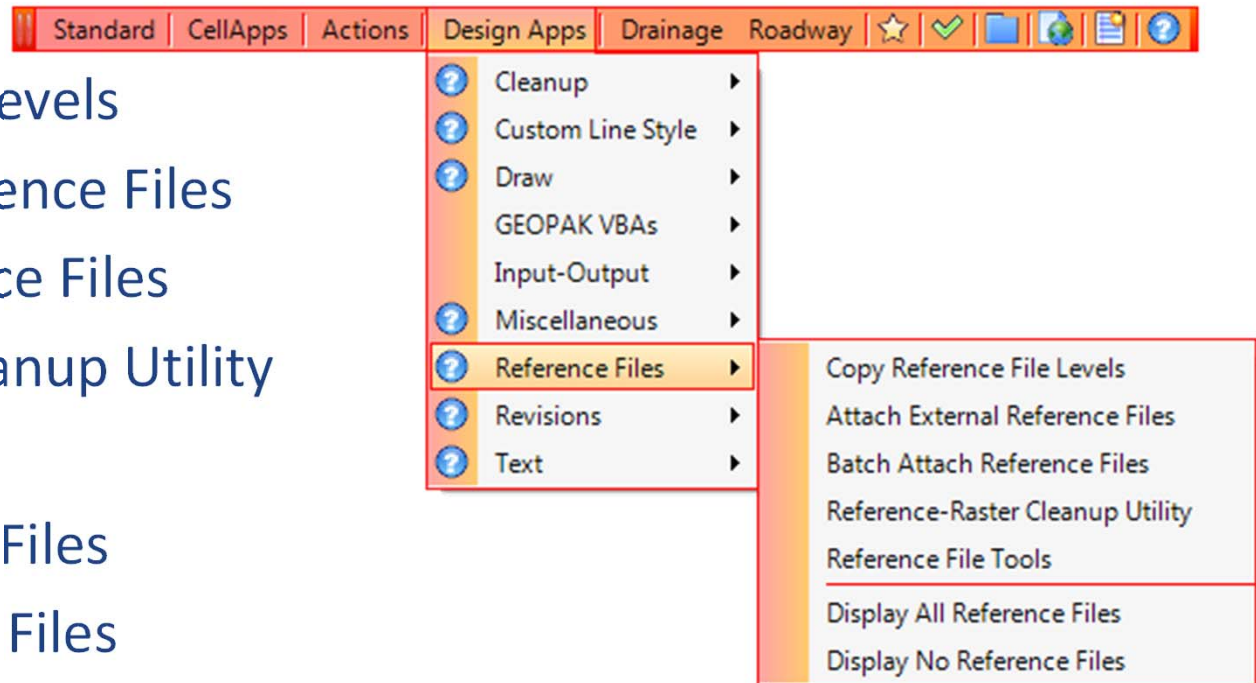 Standard CellApps Actions Design Apps Drainage Roadway
evels
ence Files
ce Files
anup Utility
Files
Files
Cleanup
Custom Line Style
Draw
GEOPAK VBAs
Input-Output
Miscellaneous
Reference Files
Revisions
Text
Copy Reference File Levels
Attach External Reference Files
Batch Attach Reference Files
Reference-Raster Cleanup Utility
Reference File Tools
Display All Reference Files
Display No Reference Files